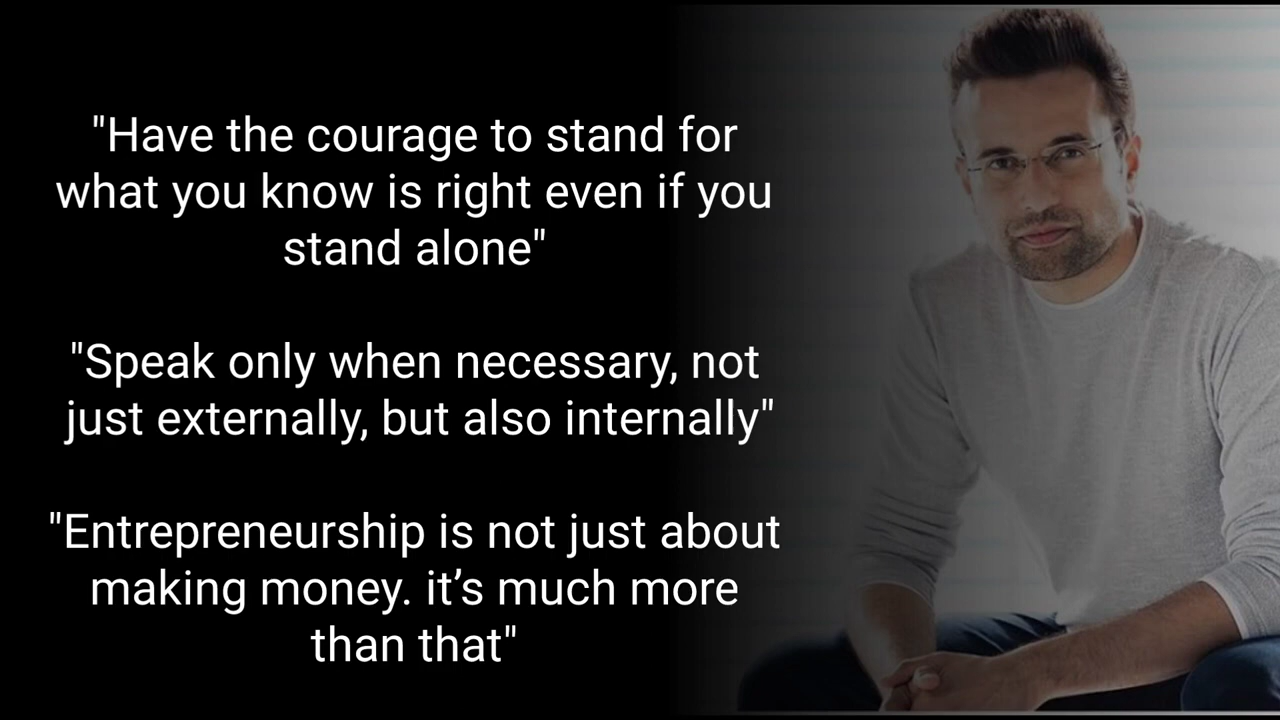 "Have the courage to stand for
what you know is right even if you
stand alone"
"Speak only when necessary, not
just externally, but also internally"
"Entrepreneurship is not just about
making money. it’s much more
than that"